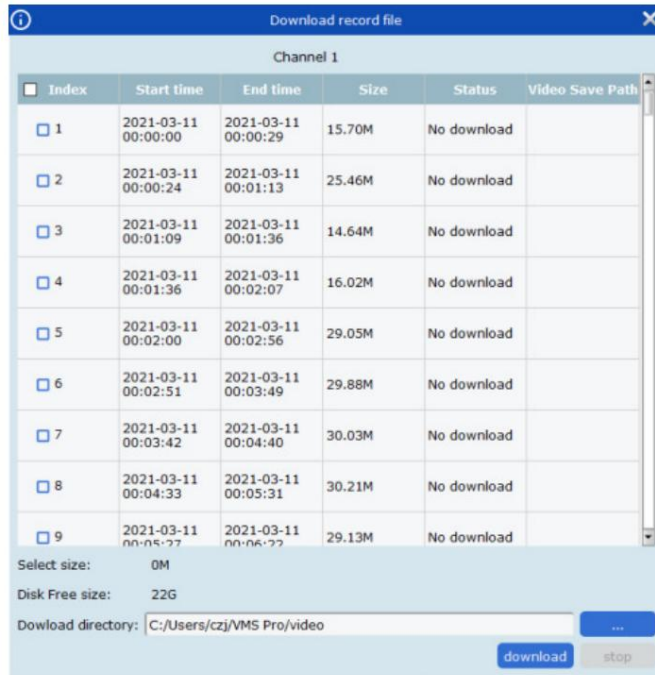 Download record file
Channel 1
Index Start time End time Size Status Video Save Path
1 2021-03-11 00:00:00 2021-03-11 00:00:29 15.70M No download
2 2021-03-11 00:00:24 2021-03-11 00:01:13 25.46M No download
3 2021-03-11 00:01:09 2021-03-11 00:01:36 14.64M No download
4 2021-03-11 00:01:36 2021-03-11 00:02:07 16.02M No download
5 2021-03-11 00:02:00 2021-03-11 00:02:56 29.05M No download
6 2021-03-11 00:02:51 2021-03-11 00:03:49 29.88M No download
7 2021-03-11 00:03:42 2021-03-11 00:04:40 30.03M No download
8 2021-03-11 00:04:33 2021-03-11 00:05:31 30.21M No download
9 2021-03-11 00:05:27 2021-03-11 00:06:22 29.13M No download
Select size: 0M
Disk Free size: 22G
Dowload directory: C:/Users/czj/VMS Pro/video ...
download stop